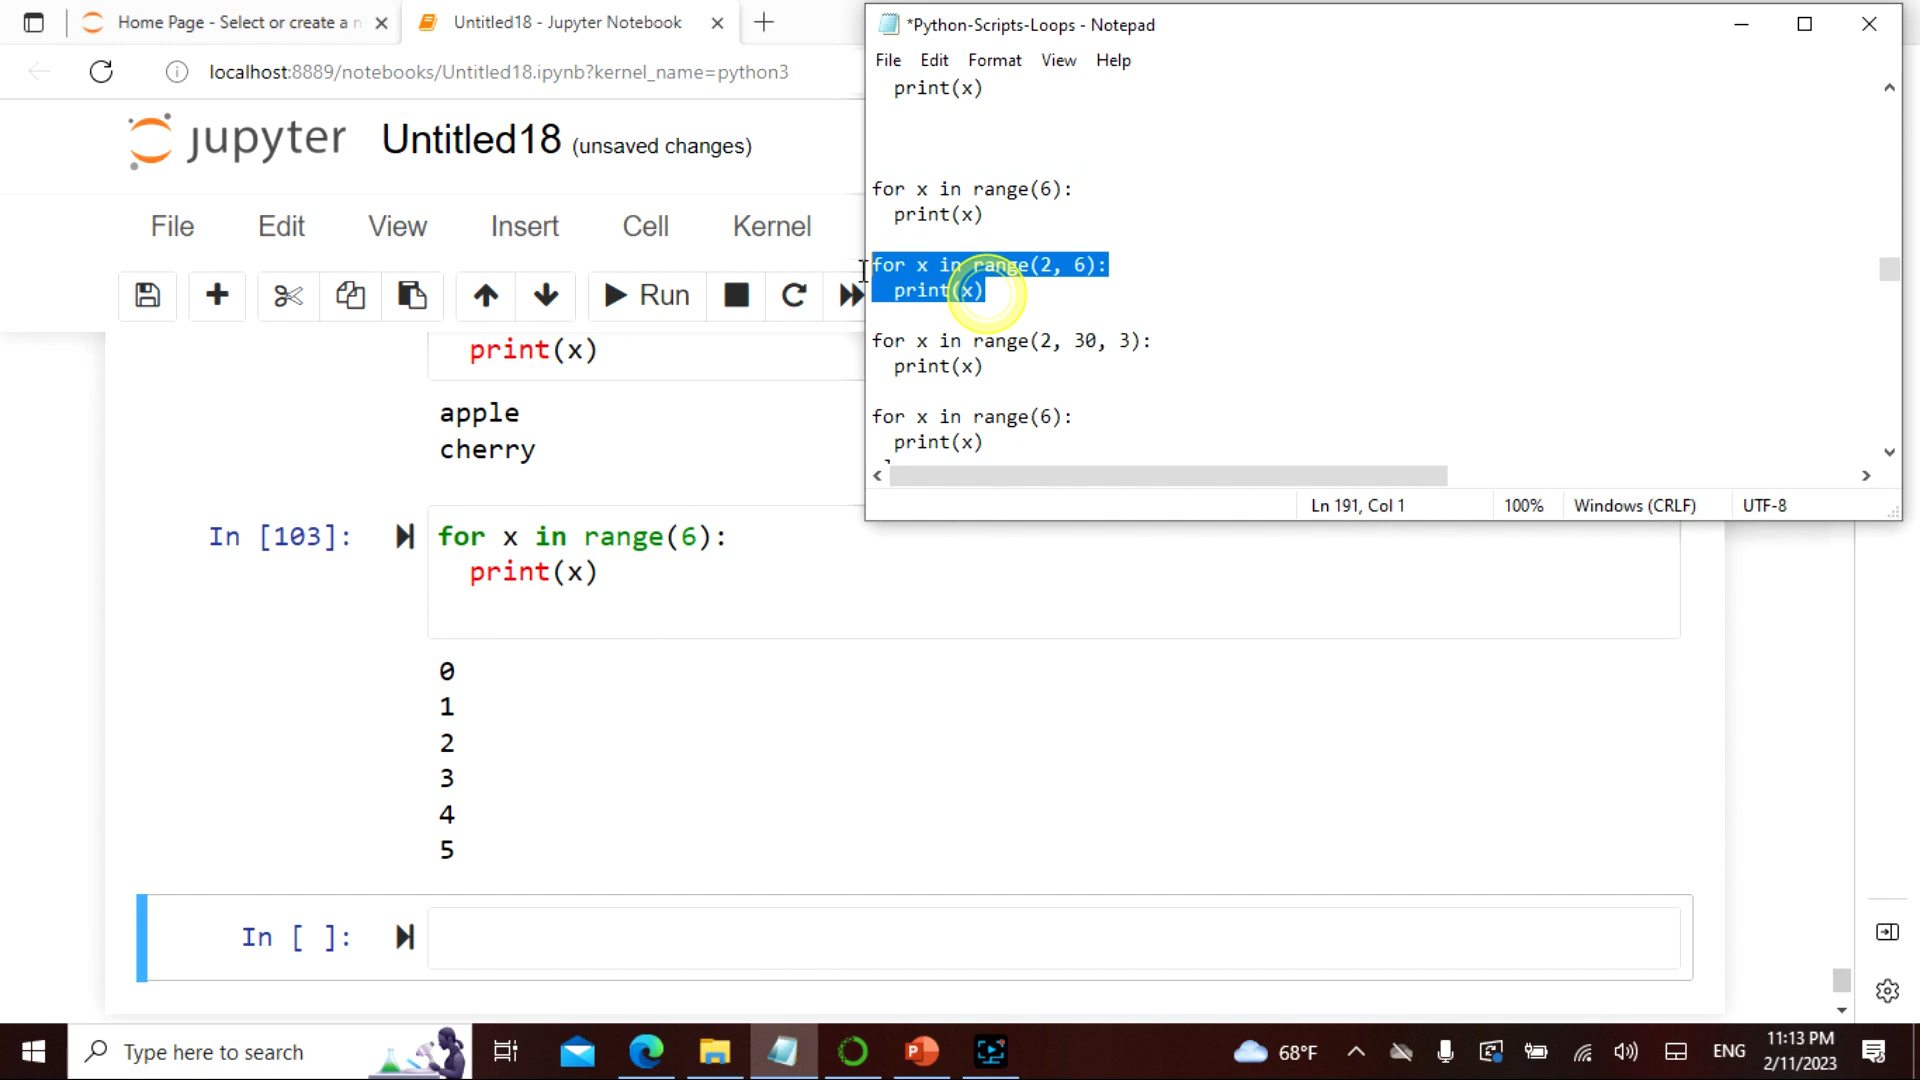 Home Page - Select or create a n
Untitled18 - Jupyter Notebook
localhost:8889/notebooks/Untitled18.ipynb?kernel_name=python3
jupyter Untitled18 (unsaved changes)
File Edit View Insert Cell Kernel
Run
print(x)
apple
cherry
In [103]:
for x in range(6):
print(x)
0
1
2
3
4
5
In [ ]:
*Python-Scripts-Loops - Notepad
File Edit Format View Help
print(x)
for x in range(6):
print(x)
for x in range(2, 6):
print(x)
for x in range(2, 30, 3):
print(x)
for x in range(6):
print(x)
Ln 191, Col 1
100%
Windows (CRLF)
UTF-8
Type here to search
68°F
ENG
11:13 PM
2/11/2023